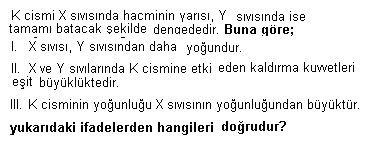 K cismi X sıvısında hacminin yarısı, Y sıvısında ise
tamamı batacak şekilde dengededir. Buna göre;
I. X sıvısı, Y sıvısından daha yoğundur.
II. X ve Y sıvılarında K cismine etki eden kaldırma kuvvetleri
eşit büyüklüktedir.
III. K cisminin yoğunluğu X sıvısının yoğunluğundan büyüktür.
yukarıdaki ifadelerden hangileri doğrudur?